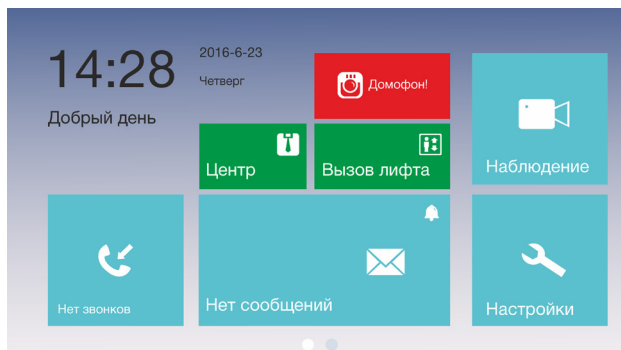 14:28
2016-6-23
Четверг
Добрый день
Домофон!
Центр
Вызов лифта
Наблюдение
Нет звонков
Нет сообщений
Настройки